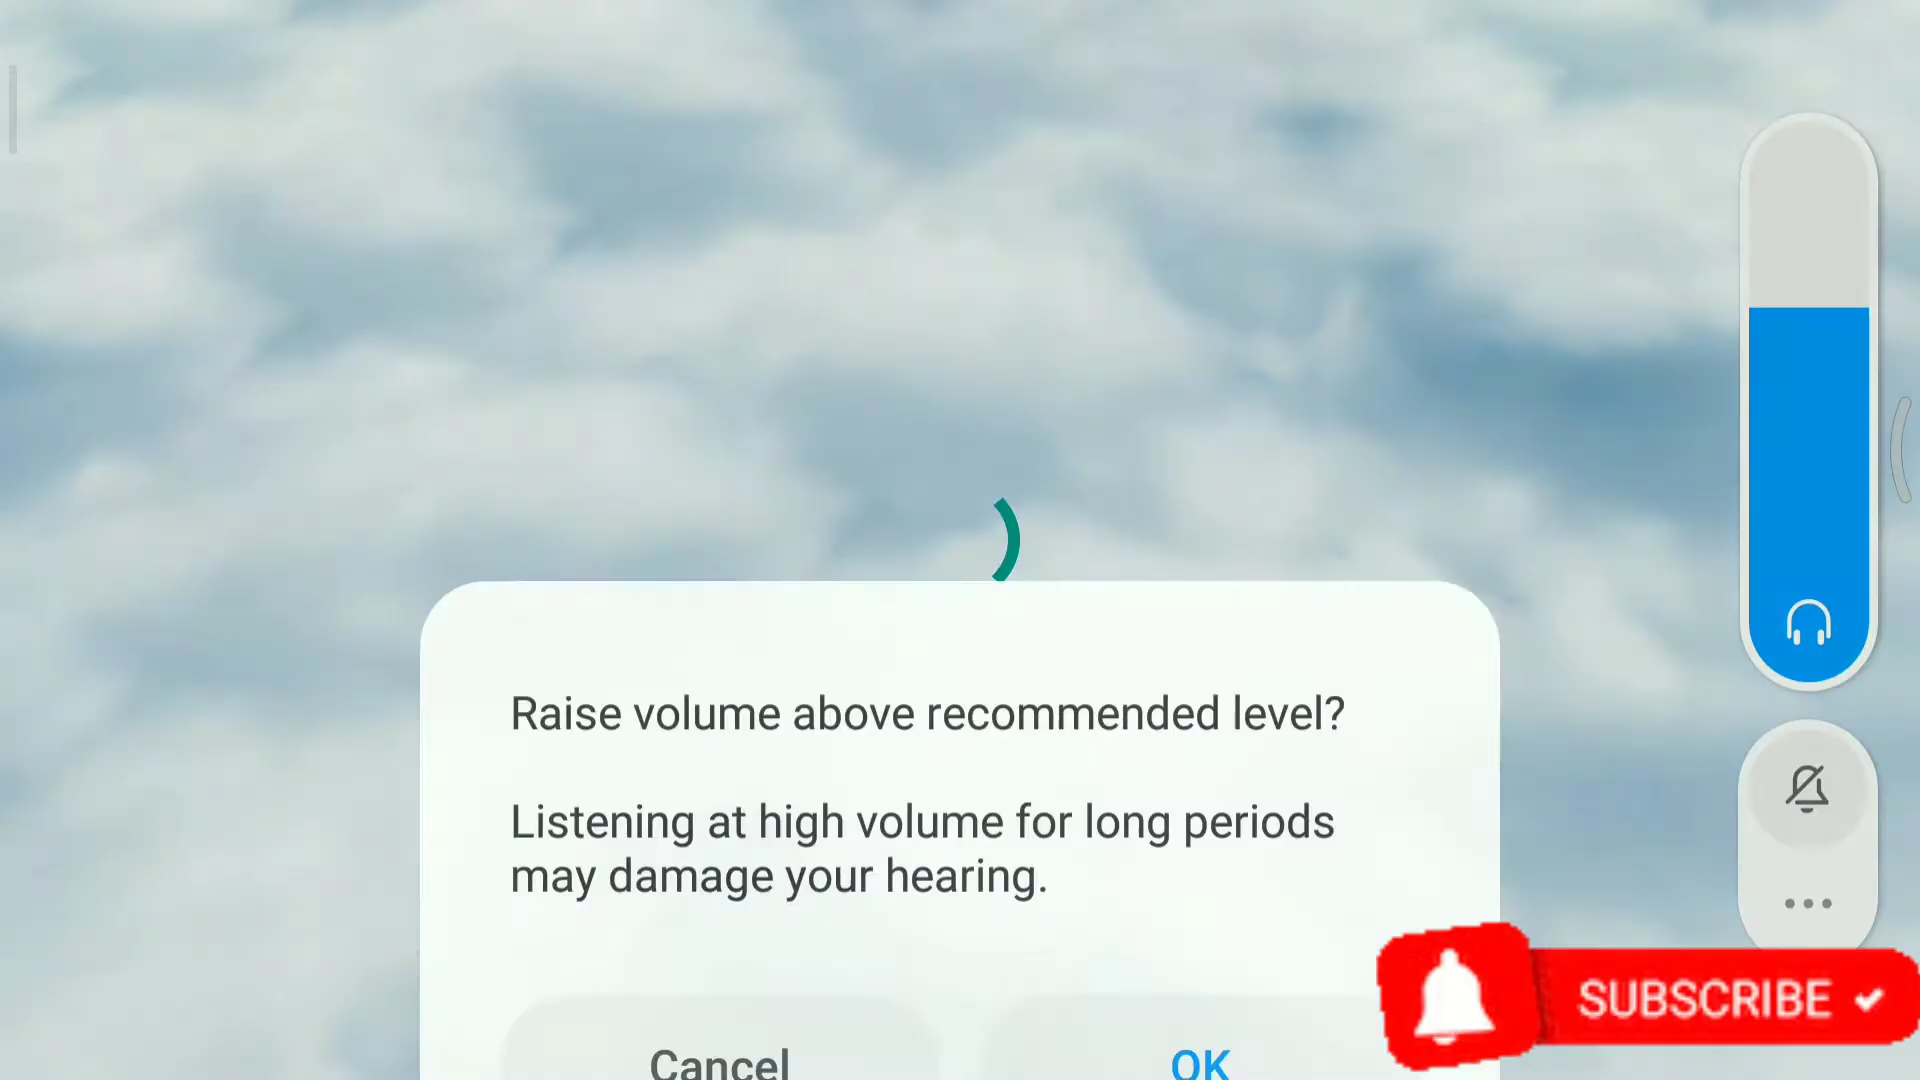 Raise volume above recommended level?
Listening at high volume for long periods
may damage your hearing.
Cancel
OK
SUBSCRIBE